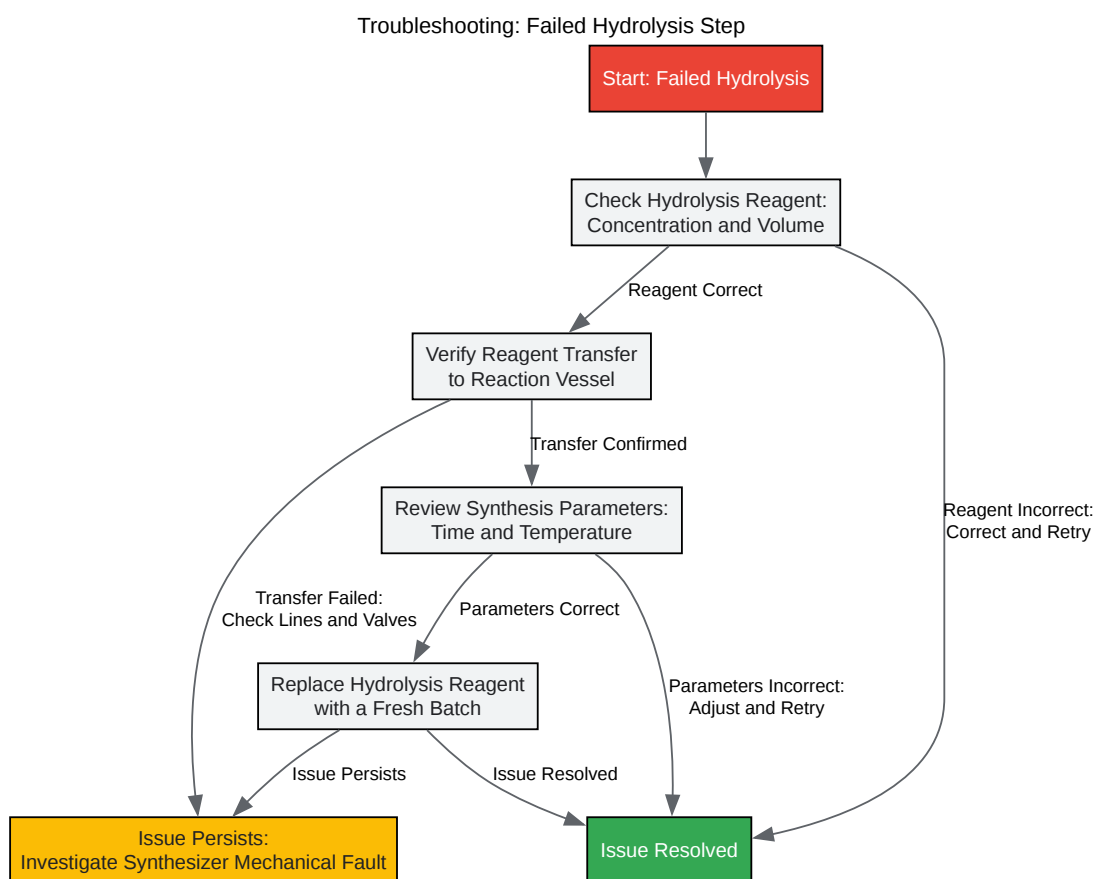 Troubleshooting: Failed Hydrolysis Step
Start: Failed Hydrolysis
Check Hydrolysis Reagent:
Concentration and Volume
Reagent Correct
Verify Reagent Transfer
to Reaction Vessel
Transfer Confirmed
Review Synthesis Parameters:
Time and Temperature
Reagent Incorrect:
Correct and Retry
Transfer Failed:
Check Lines and Valves
Parameters Correct
Replace Hydrolysis Reagent
with a Fresh Batch
Parameters Incorrect:
Adjust and Retry
Issue Persists
Issue Resolved
Issue Persists:
Investigate Synthesizer Mechanical Fault
Issue Resolved